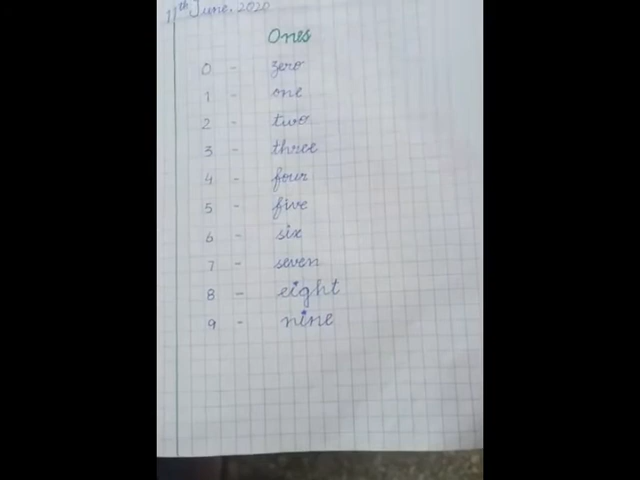 11th June, 2020
Ones
0 - zero
1 - one
2 - two
3 - three
4 - four
5 - five
6 - six
7 - seven
8 - eight
9 - nine